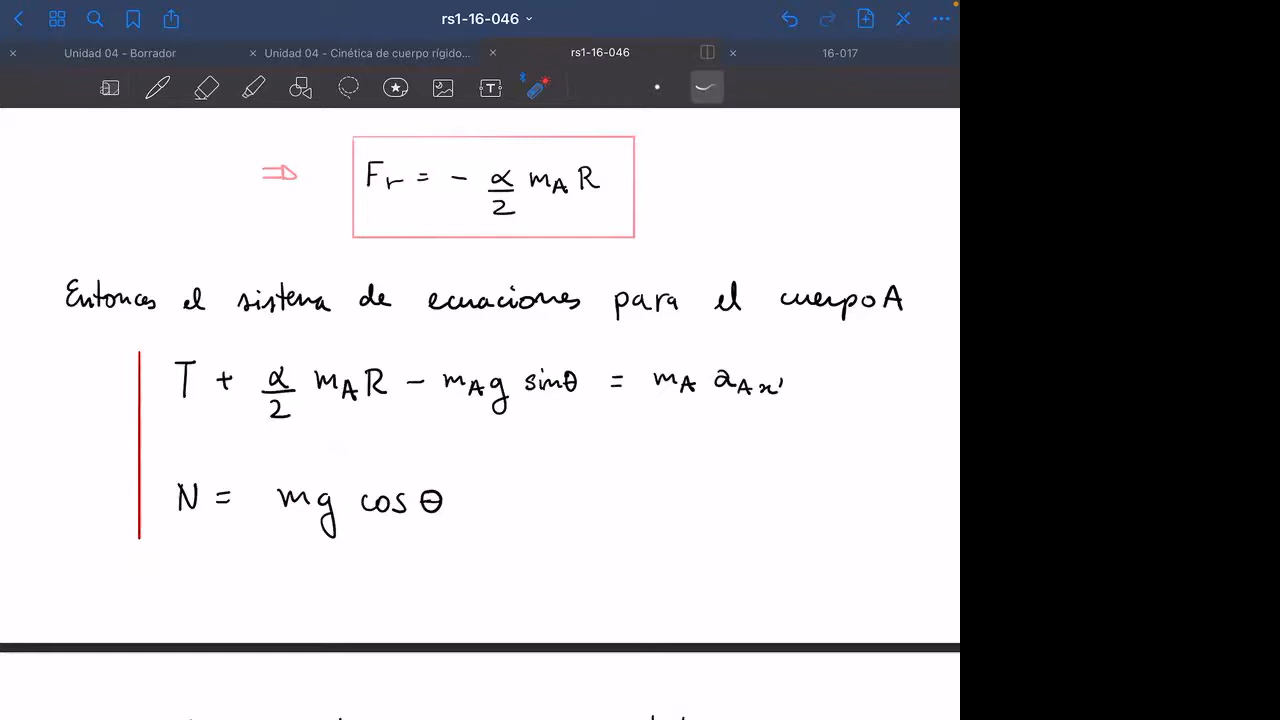 rs1-16-046
Unidad 04 - Borrador
Unidad 04 - Cinética de cuerpo rígido...
rs1-16-046
16-017
⇒ Fr = - α/2 mA R
Entonces el sistema de ecuaciones para el cuerpo A
T + α/2 mA R - mA g sinθ = mA aAx'
N = mg cos θ